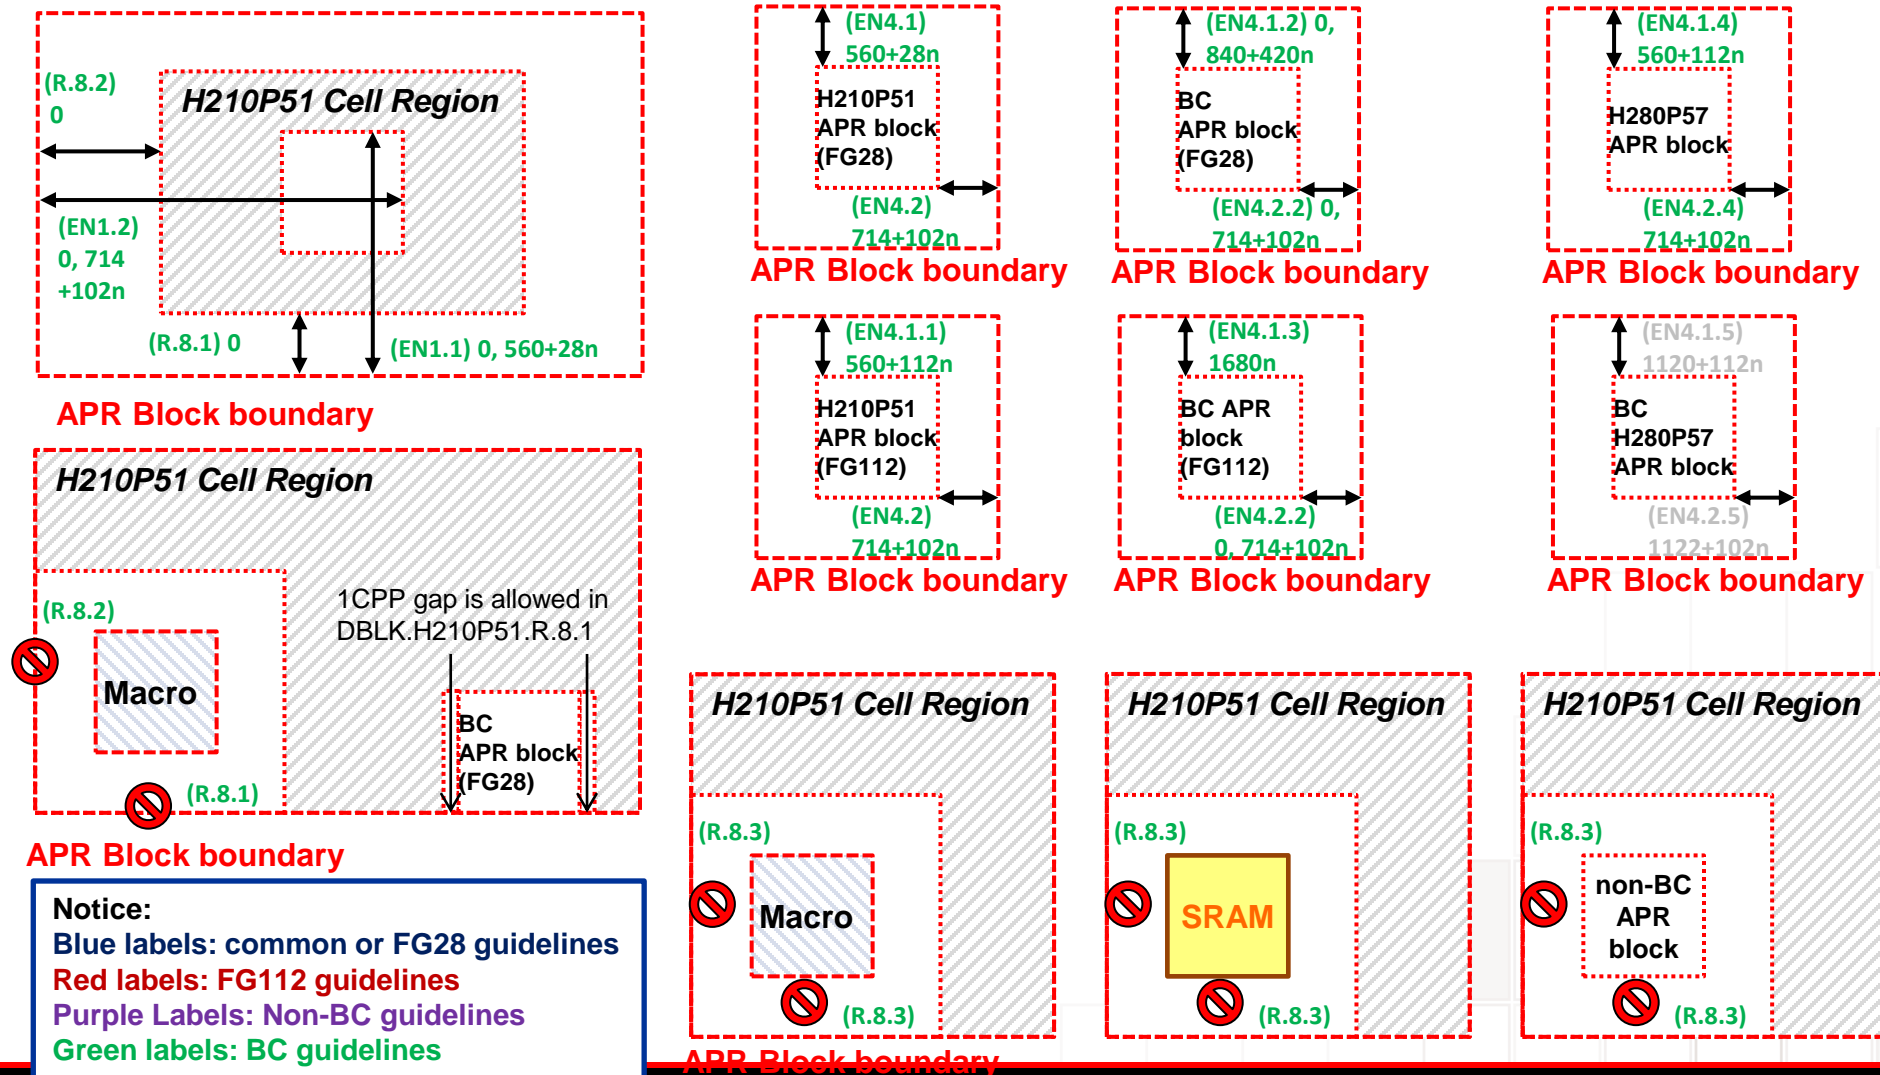 (R.8.2)
0
H210P51 Cell Region
(EN1.2)
0, 714
+102n
(R.8.1) 0
(EN1.1) 0, 560+28n
APR Block boundary
(EN4.1)
560+28n
H210P51
APR block
(FG28)
(EN4.2)
714+102n
APR Block boundary
(EN4.1.2) 0,
840+420n
BC
APR block
(FG28)
(EN4.2.2) 0,
714+102n
APR Block boundary
(EN4.1.4)
560+112n
H280P57
APR block
(EN4.2.4)
714+102n
APR Block boundary
(EN4.1.1)
560+112n
H210P51
APR block
(FG112)
(EN4.2)
714+102n
APR Block boundary
(EN4.1.3)
1680n
BC APR
block
(FG112)
(EN4.2.2)
0, 714+102n
APR Block boundary
(EN4.1.5)
1120+112n
BC
H280P57
APR block
(EN4.2.5)
1122+102n
APR Block boundary
H210P51 Cell Region
(R.8.2)
Macro
(R.8.1)
1CPP gap is allowed in
DBLK.H210P51.R.8.1
BC
APR block
(FG28)
APR Block boundary
H210P51 Cell Region
(R.8.3)
Macro
(R.8.3)
APR Block boundary
H210P51 Cell Region
(R.8.3)
SRAM
(R.8.3)
H210P51 Cell Region
(R.8.3)
non-BC
APR
block
(R.8.3)
Notice:
Blue labels: common or FG28 guidelines
Red labels: FG112 guidelines
Purple Labels: Non-BC guidelines
Green labels: BC guidelines